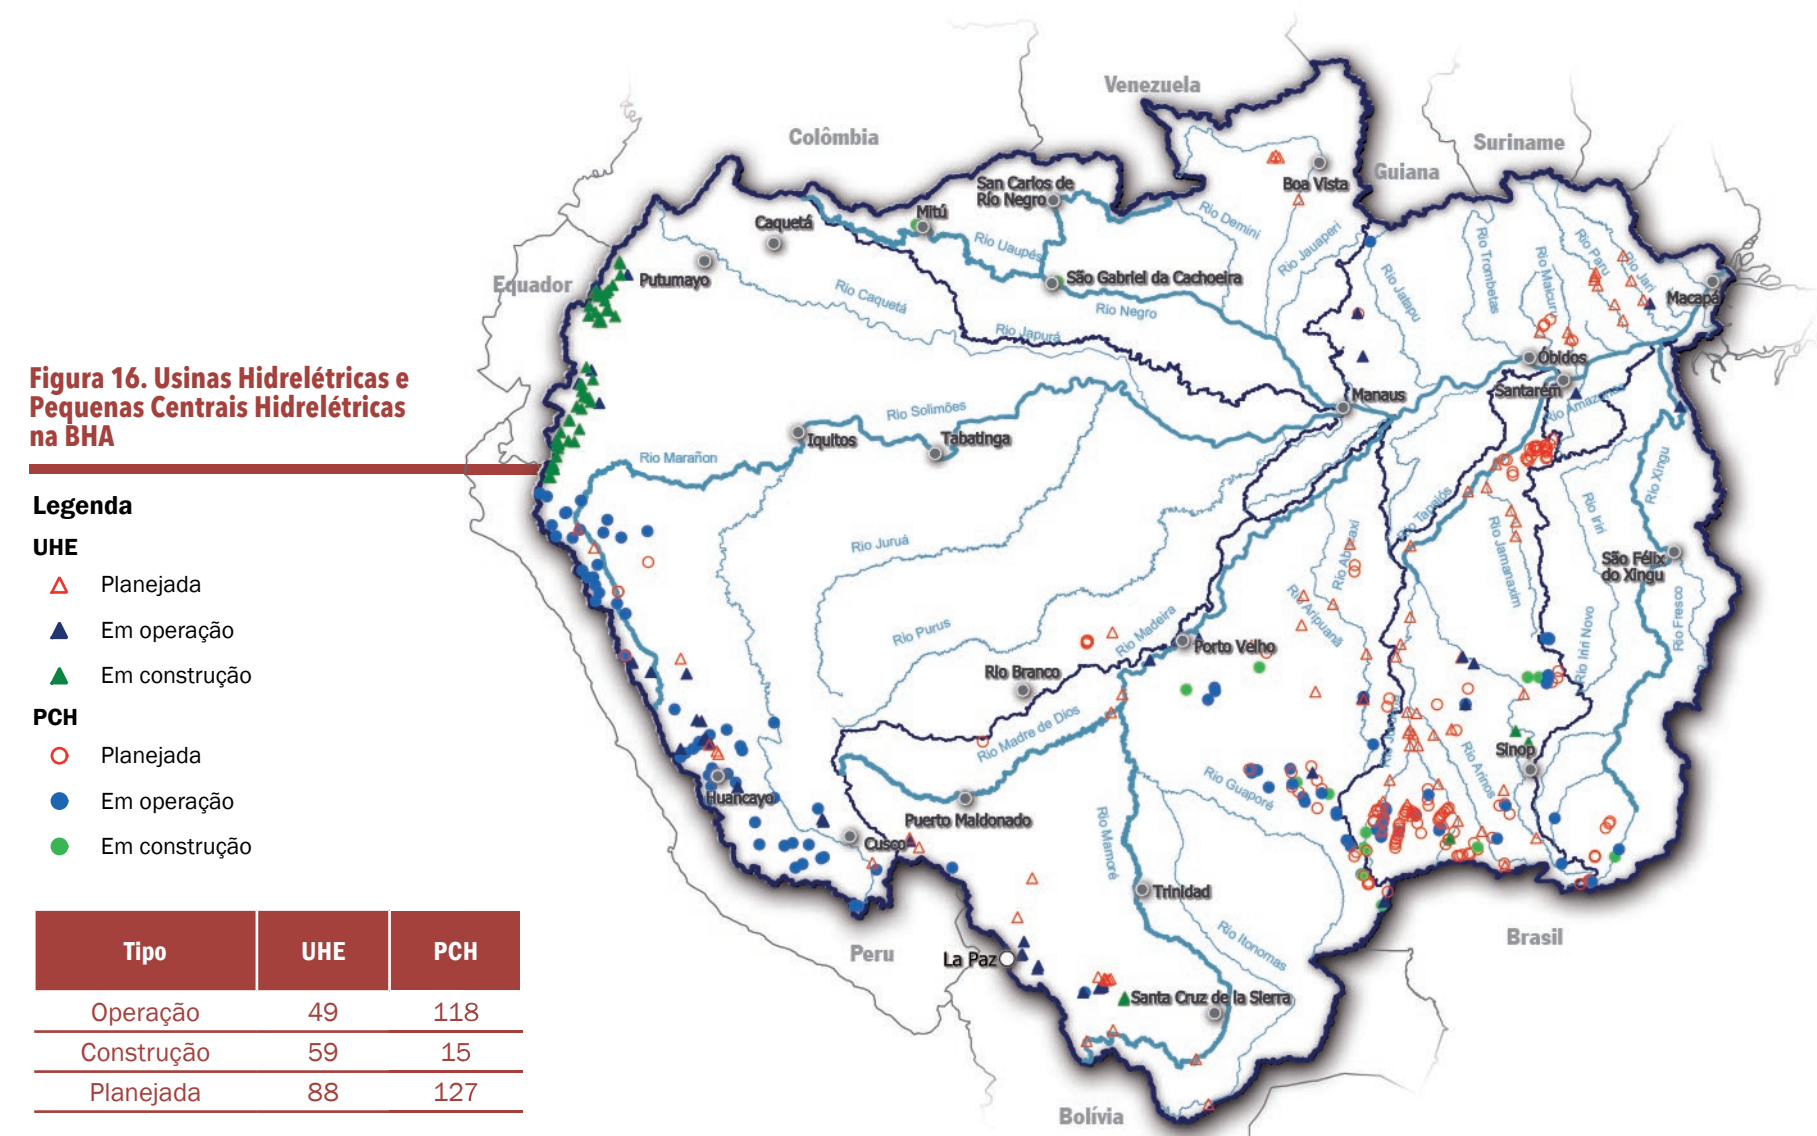 Figura 16. Usinas Hidrelétricas e
Pequenas Centrais Hidrelétricas
na BHA
Legenda
UHE
Planejada
Em operação
Em construção
PCH
Planejada
Em operação
Em construção
Tipo UHE PCH
Operação 49 118
Construção 59 15
Planejada 88 127
Venezuela
Colômbia
Suriname
Guiana
Equador
Peru
Bolívia
Brasil
San Carlos de
Río Negro
Boa Vista
Mitú
Caquetá
Putumayo
São Gabriel da Cachoeira
Macapá
Óbidos
Santarém
Manaus
Iquitos
Tabatinga
São Félix
do Xingu
Porto Velho
Rio Branco
Sinop
Huancayo
Puerto Maldonado
Cusco
Trinidad
La Paz
Santa Cruz de la Sierra
Rio Uaupés
Rio Demini
Rio Jauaperi
Rio Jatapu
Rio Trombetas
Rio Maicuru
Rio Paru
Rio Jari
Rio Caquetá
Rio Negro
Rio Japurá
Rio Solimões
Rio Marañon
Rio Amazonas
Rio Xingu
Rio Iriri
Rio Tapajós
Rio Jamanaxim
Rio Juruá
Rio Abacaxi
Rio Aripuanã
Rio Purus
Rio Madeira
Rio Iriri Novo
Rio Fresco
Rio Madre de Dios
Rio Guaporé
Rio Arinos
Rio Mamoré
Rio Itonomas